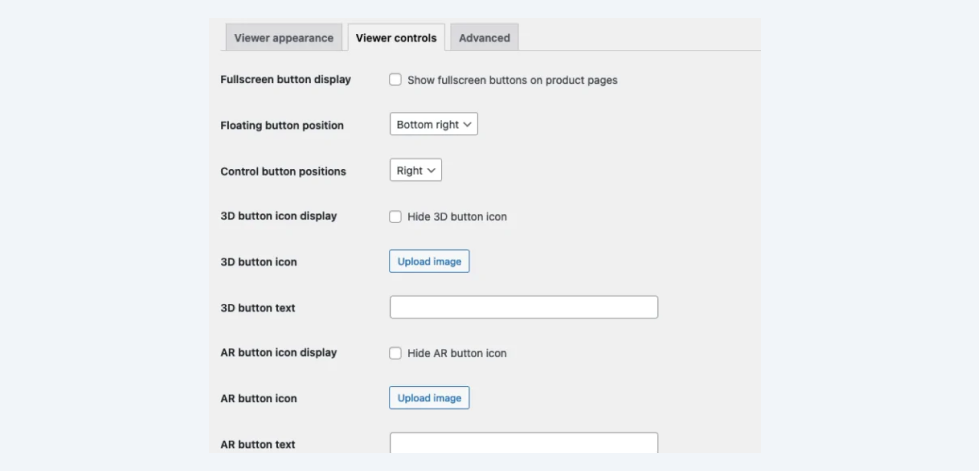 Viewer appearance Viewer controls Advanced
Fullscreen button display Show fullscreen buttons on product pages
Floating button position Bottom right
Control button positions Right
3D button icon display Hide 3D button icon
3D button icon Upload image
3D button text
AR button icon display Hide AR button icon
AR button icon Upload image
AR button text